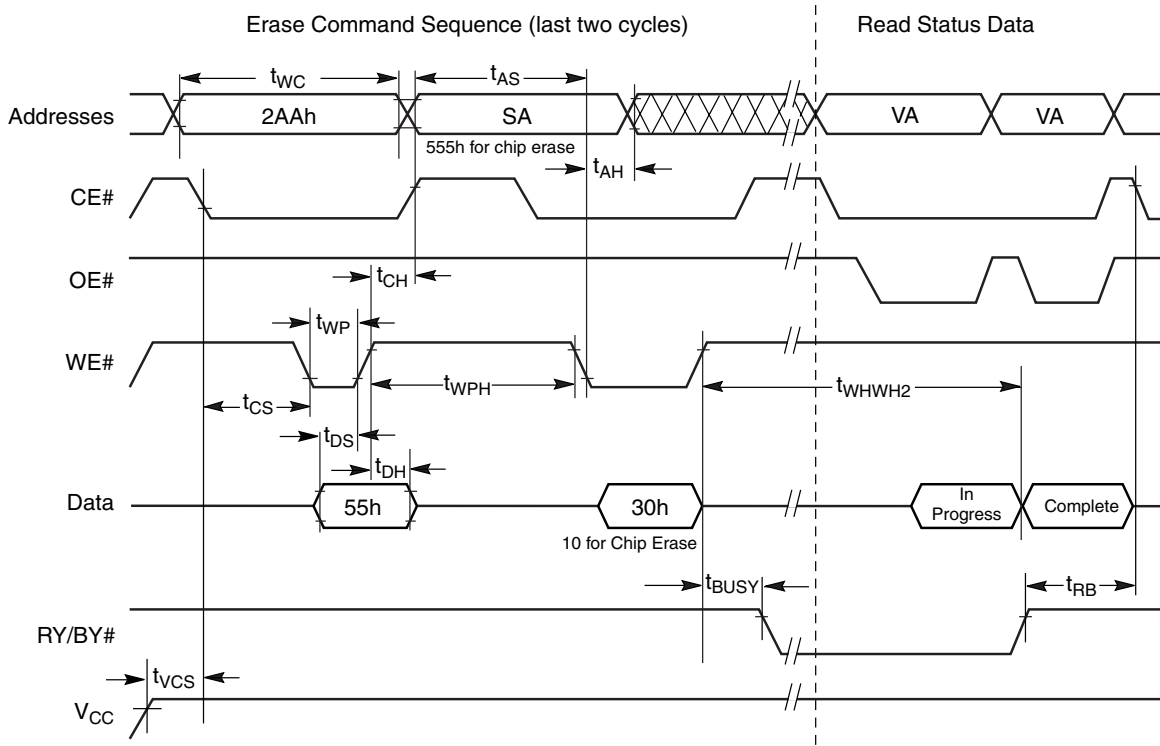 Erase Command Sequence (last two cycles)
Read Status Data
tWC
tAS
Addresses
2AAh
SA
VA
VA
555h for chip erase
tAH
CE#
OE#
tCH
tWP
WE#
tWPH
tWHWH2
tCS
tDS
tDH
Data
55h
30h
In
Progress
Complete
10 for Chip Erase
tBUSY
tRB
RY/BY#
tVCS
VCC